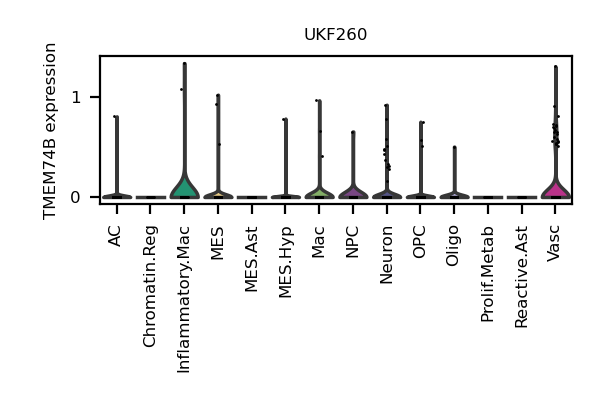 UKF260
TMEM74B expression
1
0
AC
Chromatin.Reg
Inflammatory.Mac
MES
MES.Ast
MES.Hyp
Mac
NPC
Neuron
OPC
Oligo
Prolif.Metab
Reactive.Ast
Vasc